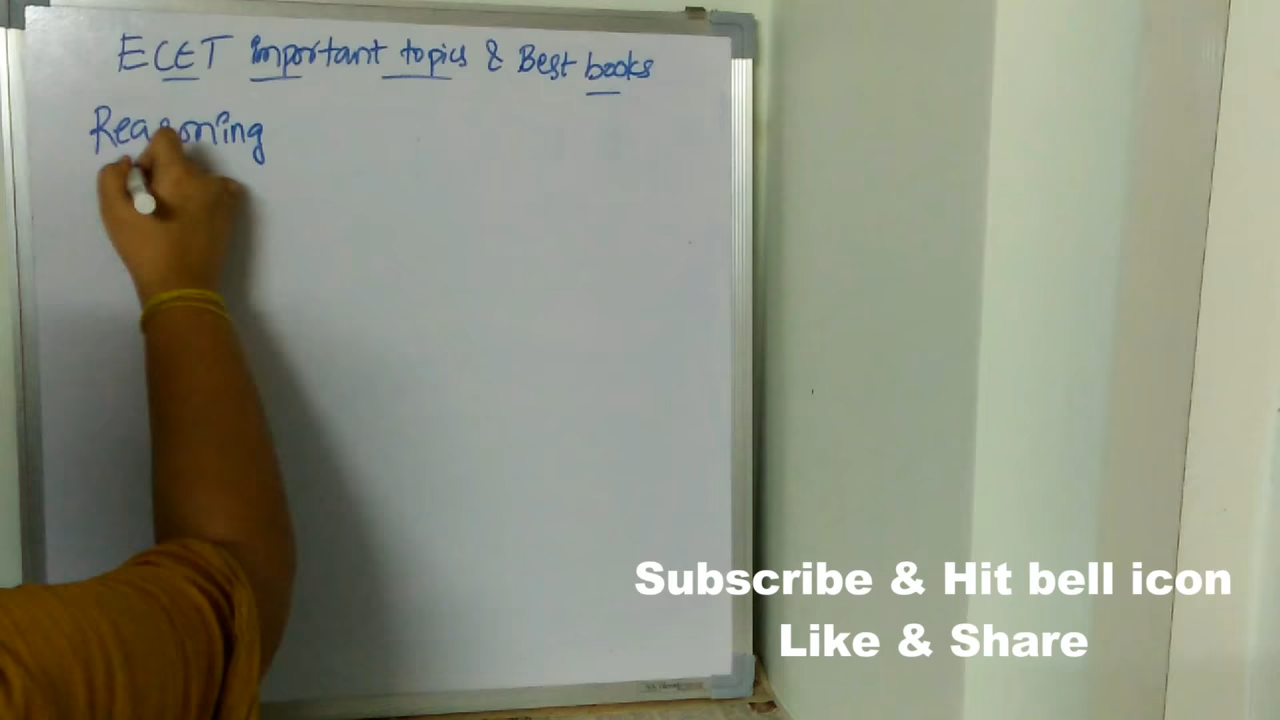 ECET important topics & Best books
Reasoning
Subscribe & Hit bell icon
Like & Share